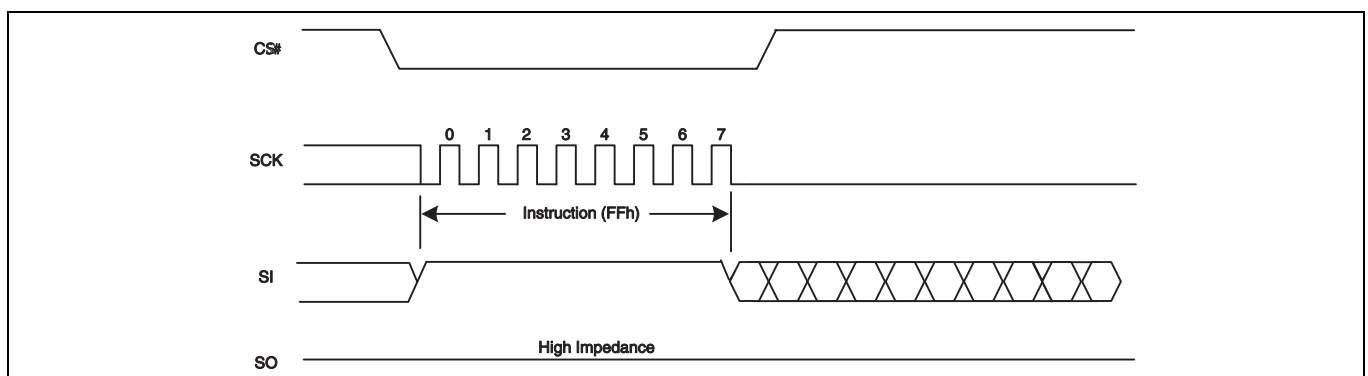 CS#
0 1 2 3 4 5 6 7
SCK
Instruction (FFh)
SI
High Impedance
SO